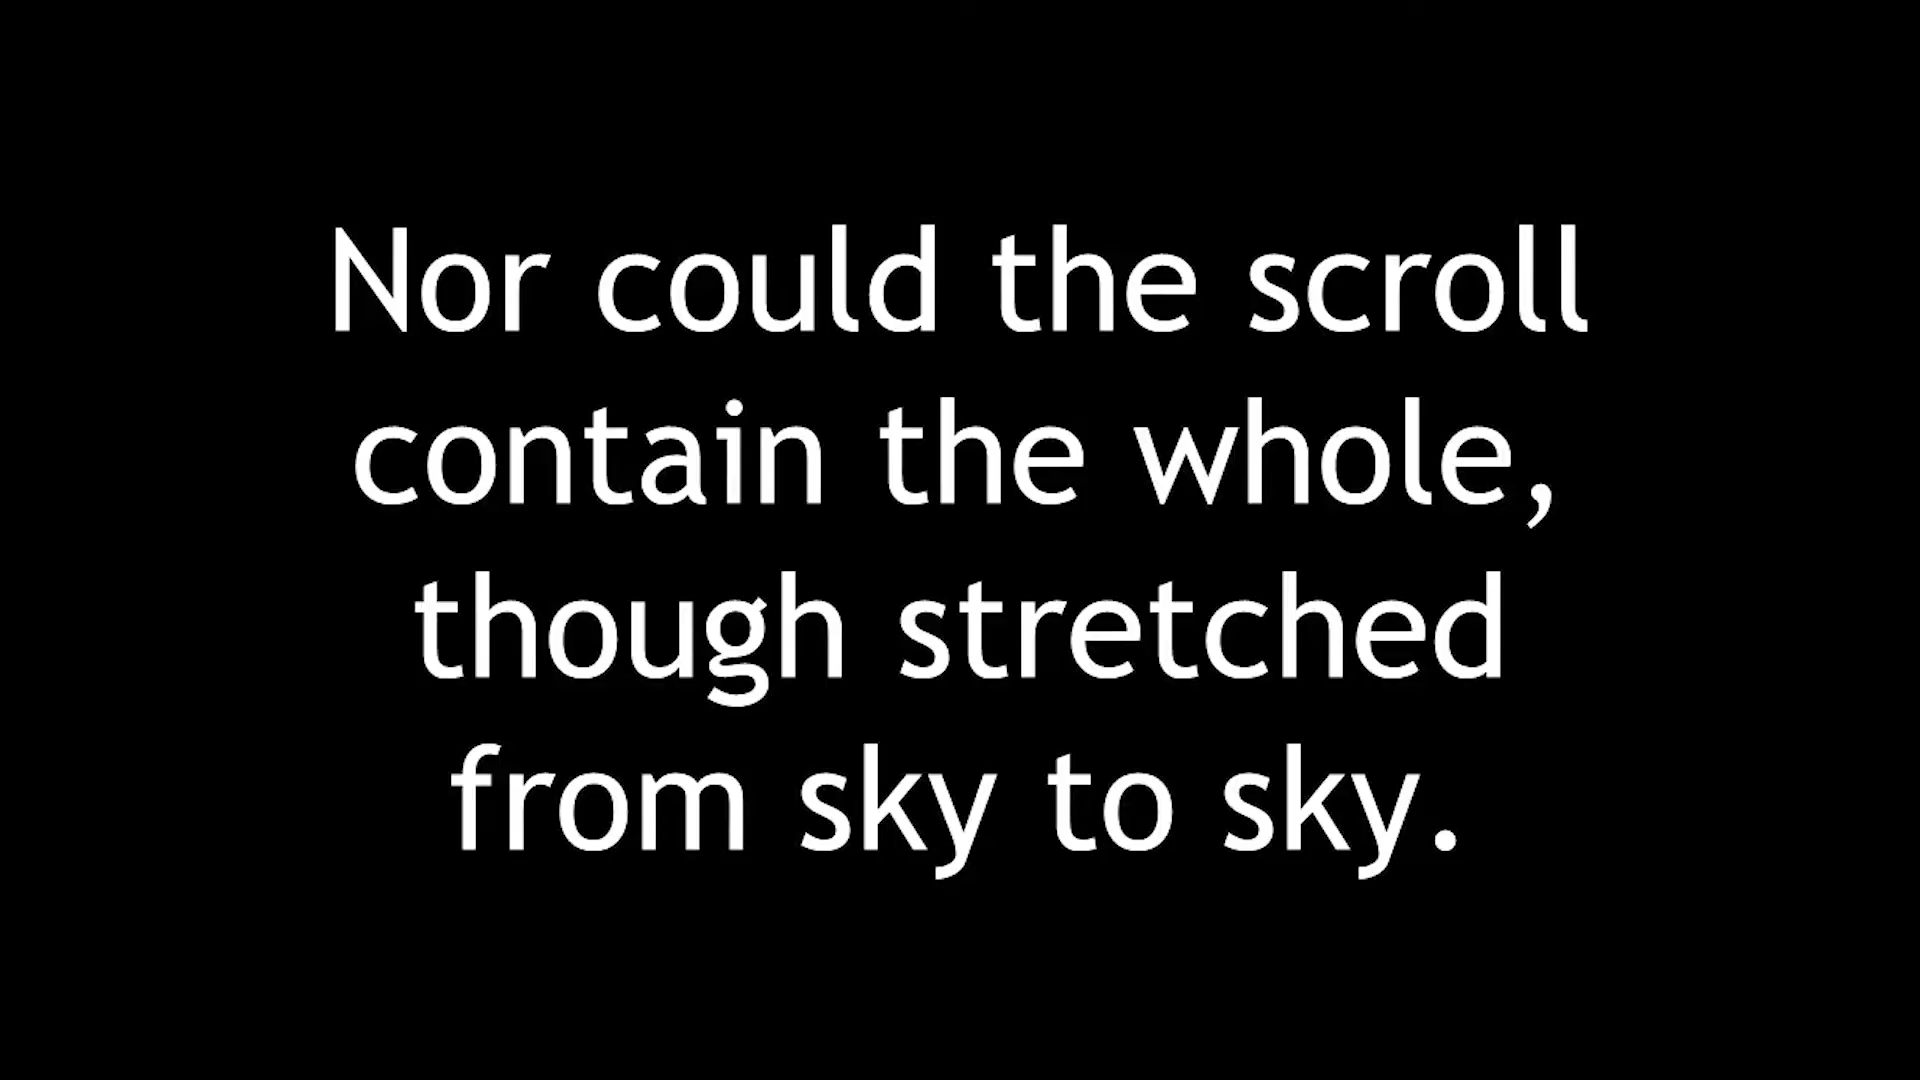 Nor could the scroll
contain the whole,
though stretched
from sky to sky.